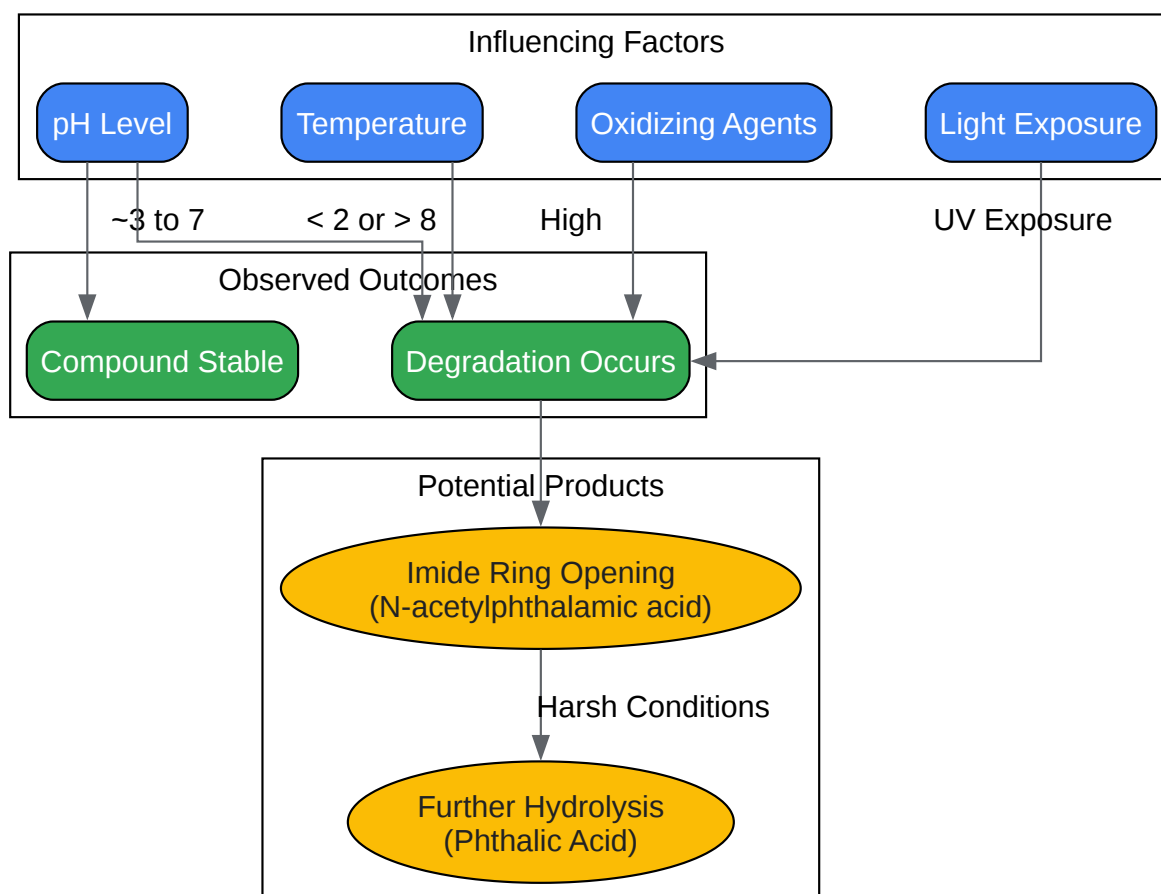 Influencing Factors
pH Level
Temperature
Oxidizing Agents
Light Exposure
~3 to 7
< 2 or > 8
High
UV Exposure
Observed Outcomes
Compound Stable
Degradation Occurs
Potential Products
Imide Ring Opening
(N-acetylphthalamic acid)
Harsh Conditions
Further Hydrolysis
(Phthalic Acid)